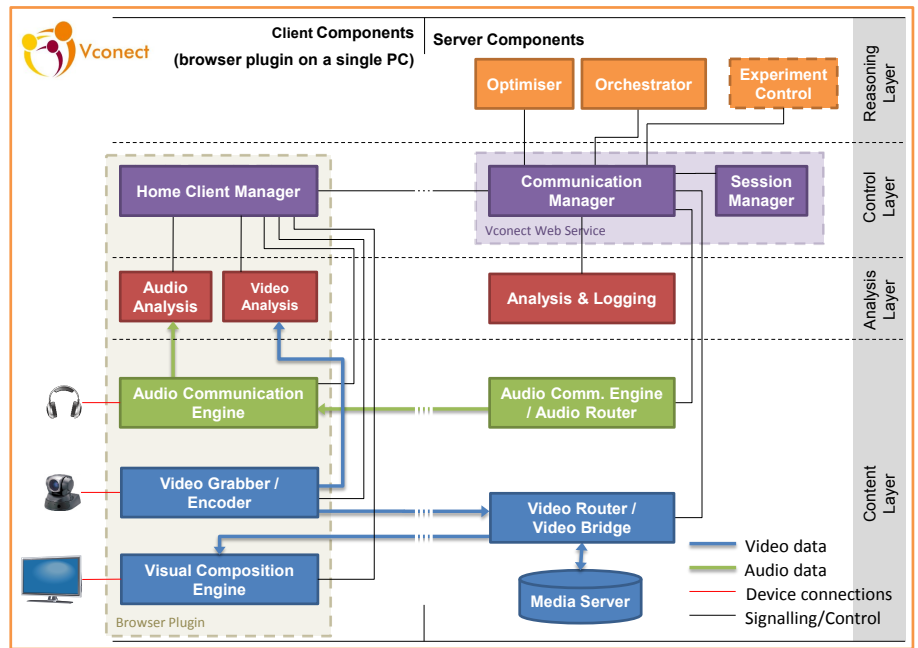 Vconect
Client Components
(browser plugin on a single PC)
Server Components
Reasoning
Layer
Optimiser
Orchestrator
Experiment
Control
Home Client Manager
Communication
Manager
Session
Manager
Vconect Web Service
Control
Layer
Audio
Analysis
Video
Analysis
Analysis & Logging
Analysis
Layer
Audio Communication
Engine
Audio Comm. Engine
/ Audio Router
Video Grabber /
Encoder
Video Router /
Video Bridge
Content
Layer
Visual Composition
Engine
Media Server
Browser Plugin
Video data
Audio data
Device connections
Signalling/Control